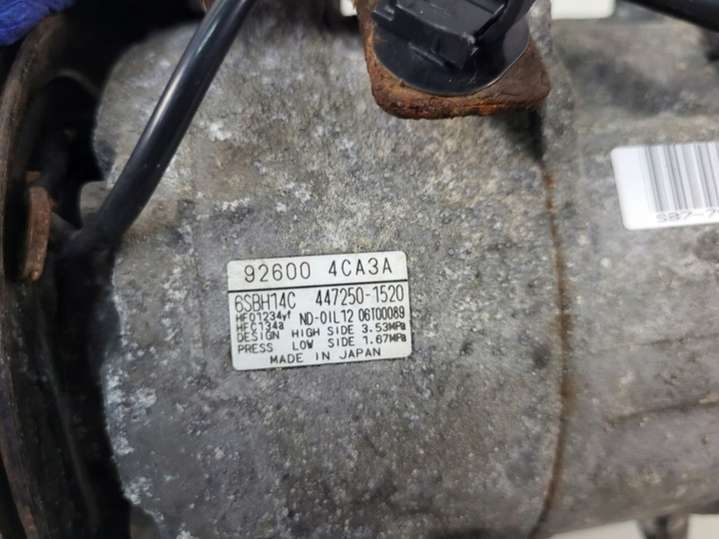 92600 4CA3A
6SBH14C 447250-1520
HFO1234yf ND-OIL12 06T00089
HFC134a
DESIGN HIGH SIDE 3.53MPa
PRESS LOW SIDE 1.67MPa
MADE IN JAPAN